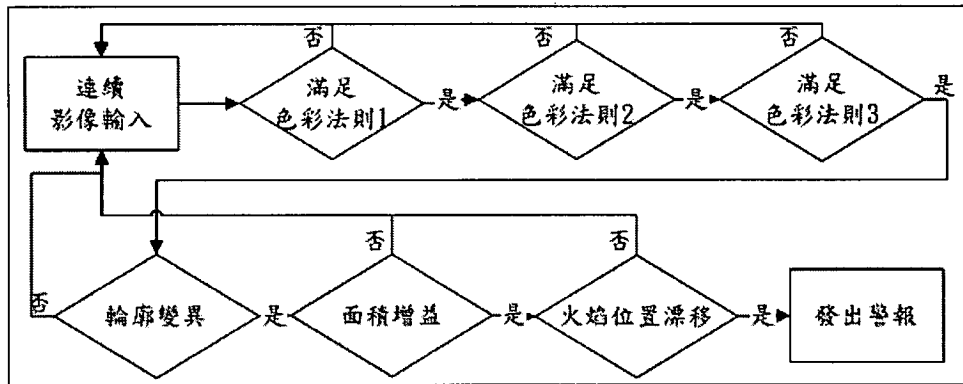 否
否
否
連續
影像輸入
滿足
色彩法則1
是
滿足
色彩法則2
是
滿足
色彩法則3
是
否
否
否
輪廓變異
是
面積增益
是
火焰位置漂移
是
發出警報